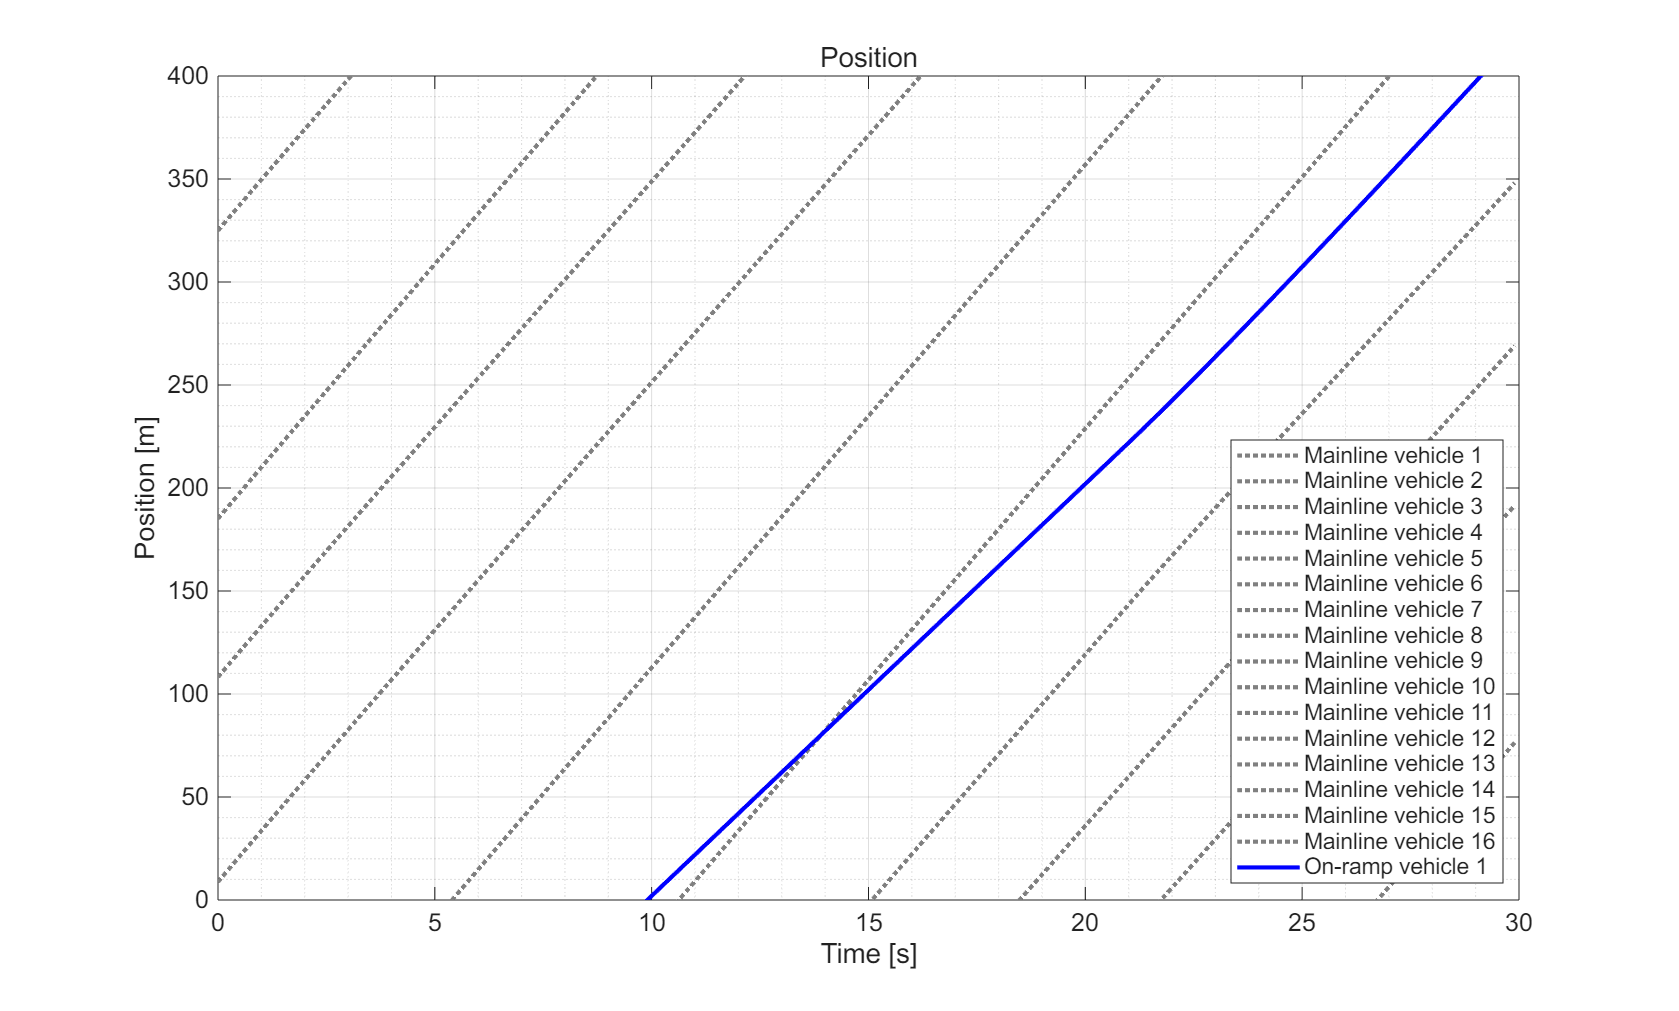 Position
400
350
300
250
200
150
100
50
0
Position [m]
0 5 10 15 20 25 30
Time [s]
Mainline vehicle 1
Mainline vehicle 2
Mainline vehicle 3
Mainline vehicle 4
Mainline vehicle 5
Mainline vehicle 6
Mainline vehicle 7
Mainline vehicle 8
Mainline vehicle 9
Mainline vehicle 10
Mainline vehicle 11
Mainline vehicle 12
Mainline vehicle 13
Mainline vehicle 14
Mainline vehicle 15
Mainline vehicle 16
On-ramp vehicle 1